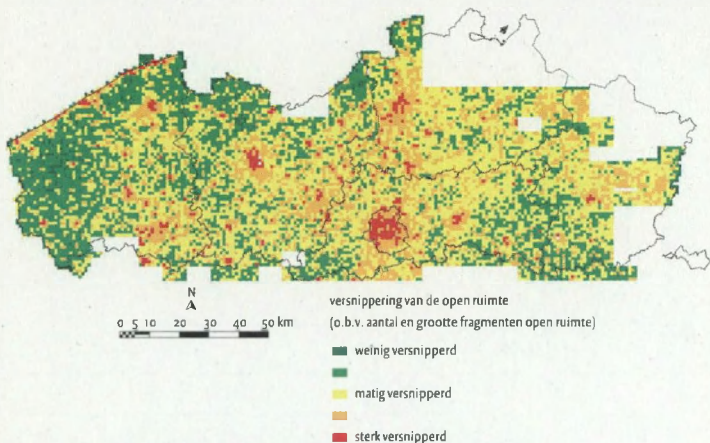 N
0 5 10 20 30 40 50 km
versnippering van de open ruimte
(o.b.v. aantal en grootte fragmenten open ruimte)
weinig versnipperd
matig versnipperd
sterk versnipperd